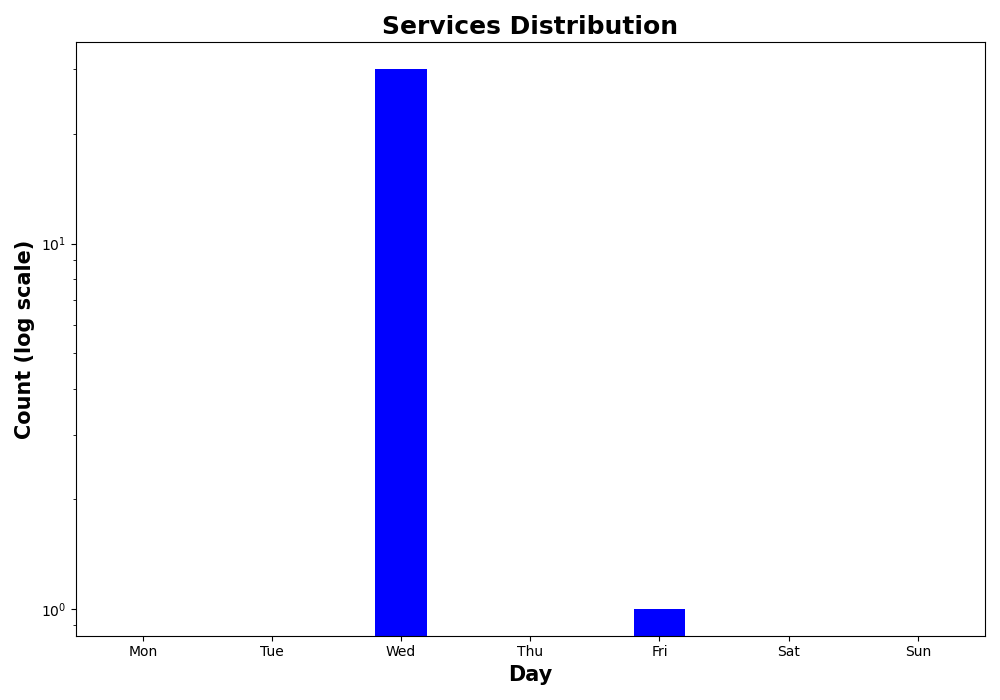 Services Distribution
Count (log scale)
10¹
10⁰
Mon Tue Wed Thu Fri Sat Sun
Day